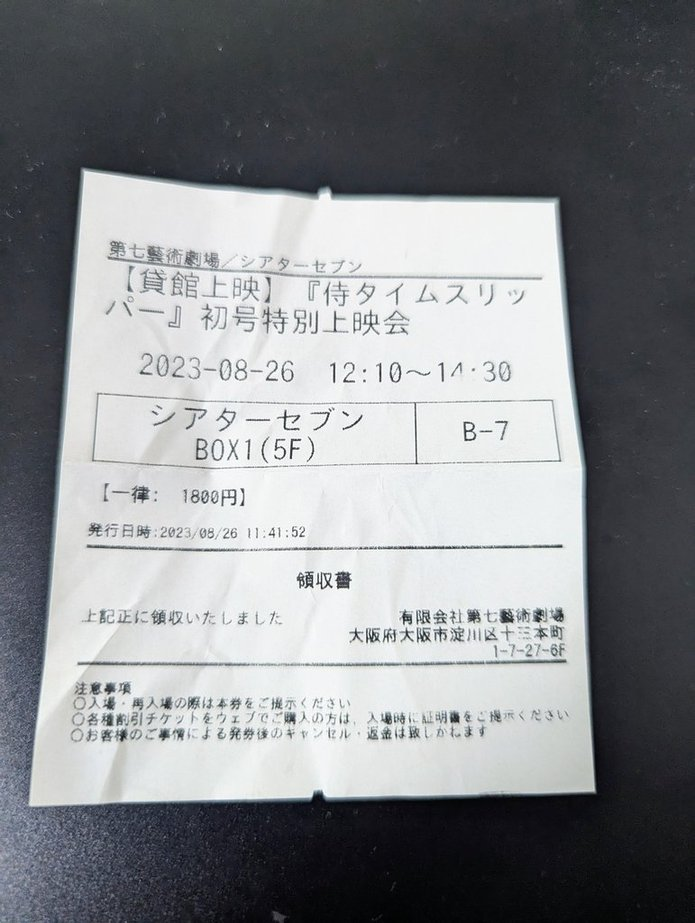 第七藝術劇場／シアターセブン
【貸館上映】『侍タイムスリッ
パー』初号特別上映会
2023-08-26 12:10～14:30
シアターセブン
BOX1(5F)
B-7
【一律: 1800円】
発行日時:2023/08/26 11:41:52
領収書
上記正に領収いたしました
有限会社第七藝術劇場
大阪府大阪市淀川区十三本町
1-7-27-6F
注意事項
○入場・再入場の際は本券をご提示ください
○各種割引チケットをウェブでご購入の方は、入場時に証明書をご提示ください
○お客様のご事情による発券後のキャンセル・返金は致しかねます